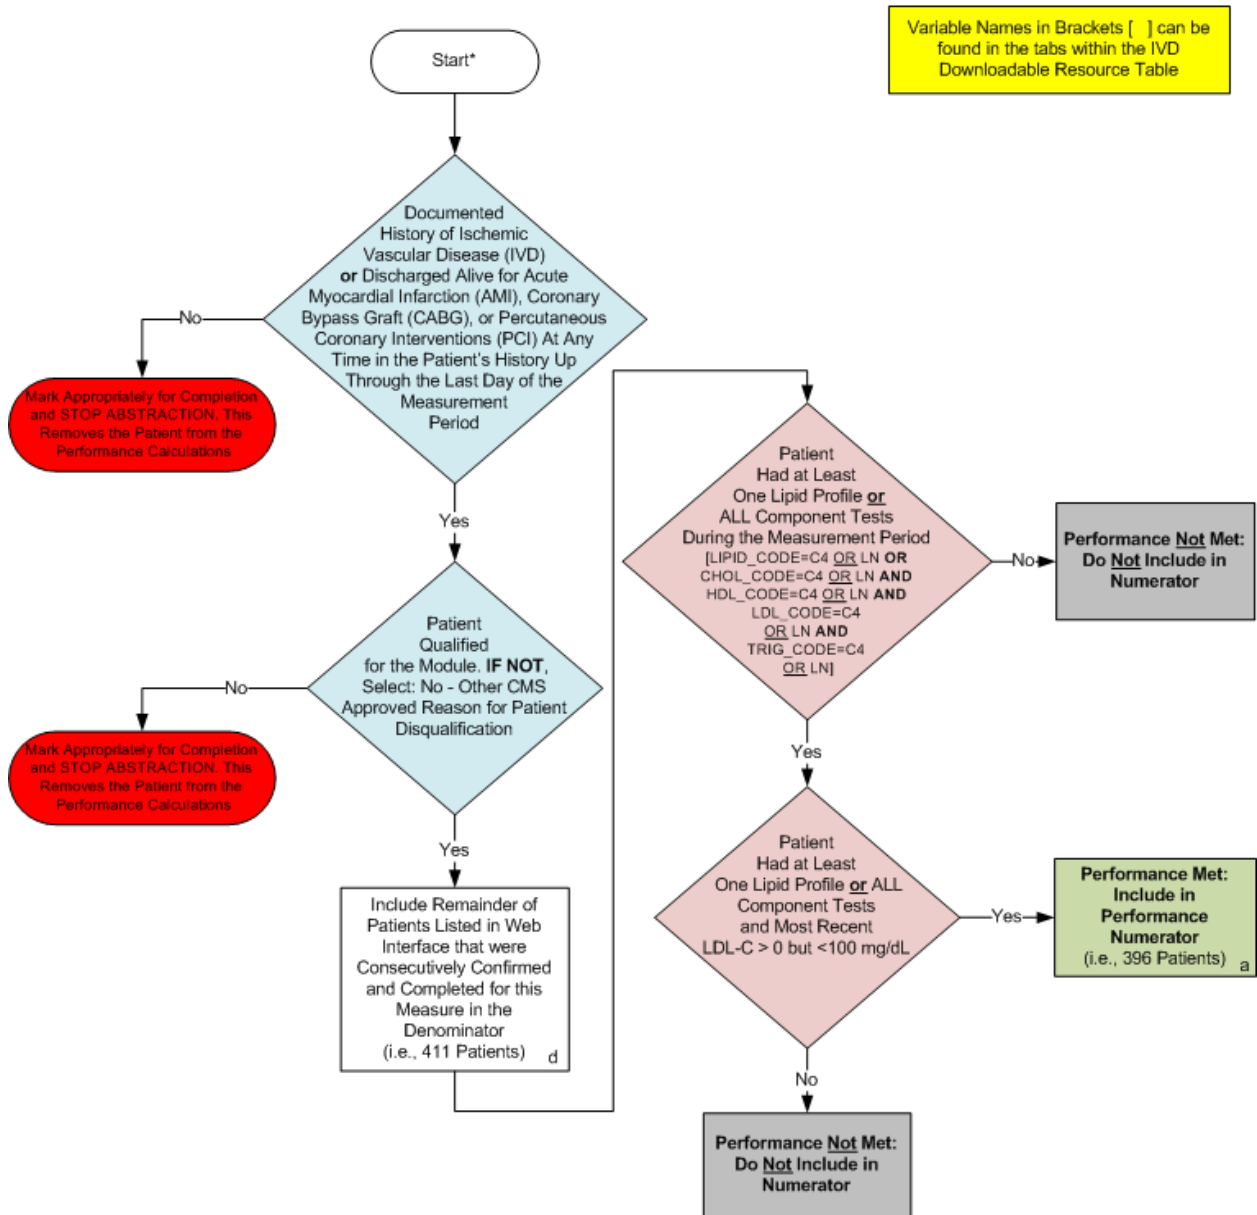 Variable Names in Brackets [  ] can be
found in the tabs within the IVD
Downloadable Resource Table
Start*
Documented
History of Ischemic
Vascular Disease (IVD)
or Discharged Alive for Acute
Myocardial Infarction (AMI), Coronary
Bypass Graft (CABG), or Percutaneous
Coronary Interventions (PCI) At Any
Time in the Patient's History Up
Through the Last Day of the
Measurement
Period
No
Mark Appropriately for Completion
and STOP ABSTRACTION. This
Removes the Patient from the
Performance Calculations
Yes
Patient
Qualified
for the Module. IF NOT,
Select: No - Other CMS
Approved Reason for Patient
Disqualification
No
Mark Appropriately for Completion
and STOP ABSTRACTION. This
Removes the Patient from the
Performance Calculations
Yes
Include Remainder of
Patients Listed in Web
Interface that were
Consecutively Confirmed
and Completed for this
Measure in the
Denominator
(i.e., 411 Patients)
d
Patient
Had at Least
One Lipid Profile or
ALL Component Tests
During the Measurement Period
[LIPID_CODE=C4 OR LN OR
CHOL_CODE=C4 OR LN AND
HDL_CODE=C4 OR LN AND
LDL_CODE=C4
OR LN AND
TRIG_CODE=C4
OR LN]
No
Performance Not Met:
Do Not Include in
Numerator
Yes
Patient
Had at Least
One Lipid Profile or ALL
Component Tests
and Most Recent
LDL-C > 0 but <100 mg/dL
Yes
Performance Met:
Include in
Performance
Numerator
(i.e., 396 Patients)
a
No
Performance Not Met:
Do Not Include in
Numerator